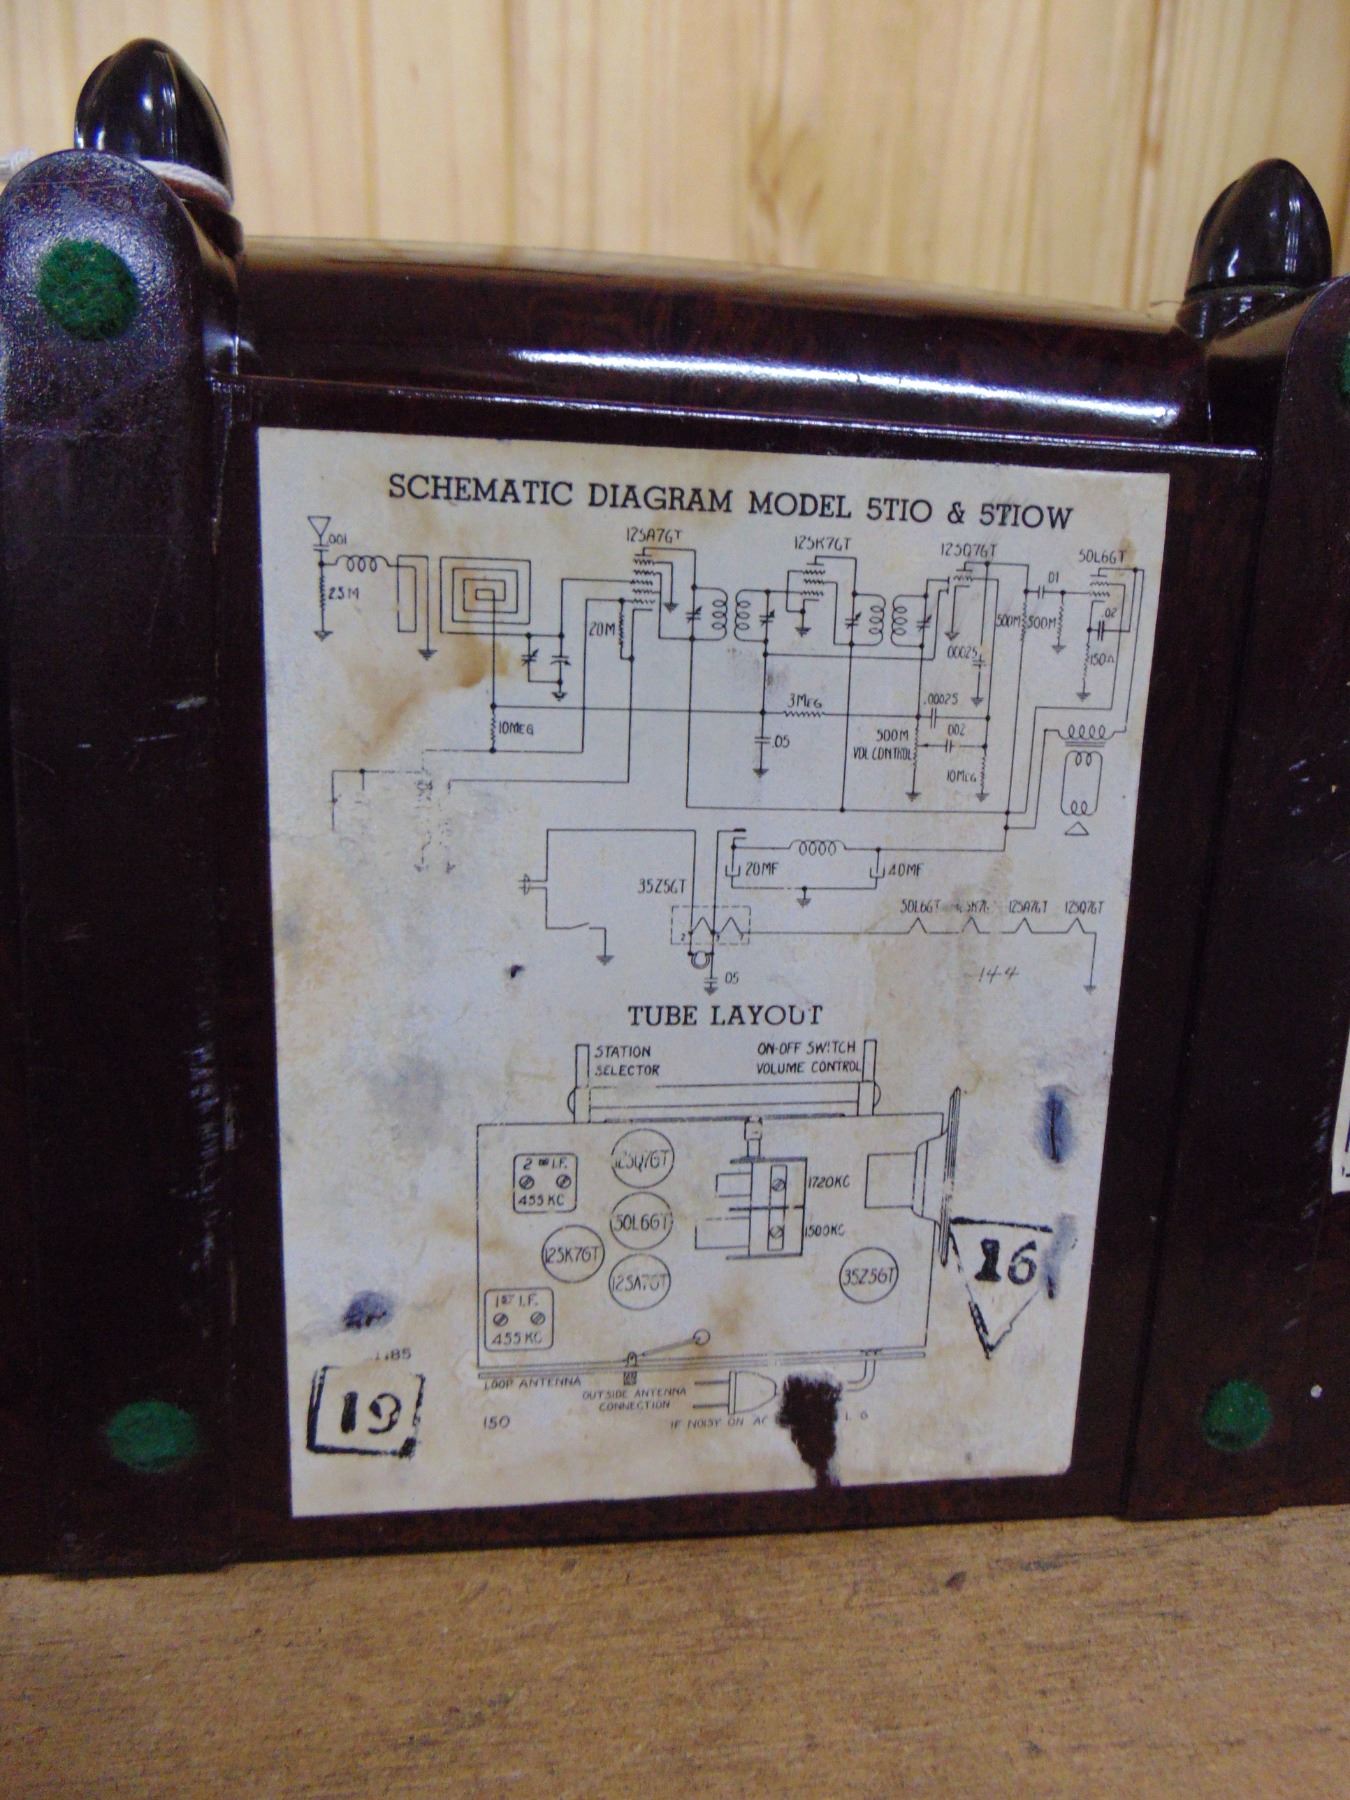 SCHEMATIC DIAGRAM MODEL 5T10 & 5T10W
12SA7GT
12SK7GT
12SQ7GT
50L6GT
.001
25M
20M
10MEG
3MEG
.05
500M
VOL CONTROL
.00025
.002
10MEG
.00025
500M
.01
500M
.02
150Ω
35Z5GT
20MF
40MF
50L6GT
12SA7GT
12SQ7GT
2
7
.05
144
TUBE LAYOUT
STATION
SELECTOR
ON-OFF SWITCH
VOLUME CONTROL
2ND I.F.
455 KC
12SQ7GT
50L6GT
12SK7GT
12SA7GT
1ST I.F.
455 KC
1720KC
1500KC
35Z5GT
16
19
LOOP ANTENNA
OUTSIDE ANTENNA
CONNECTION
150
IF NOISY ON AC